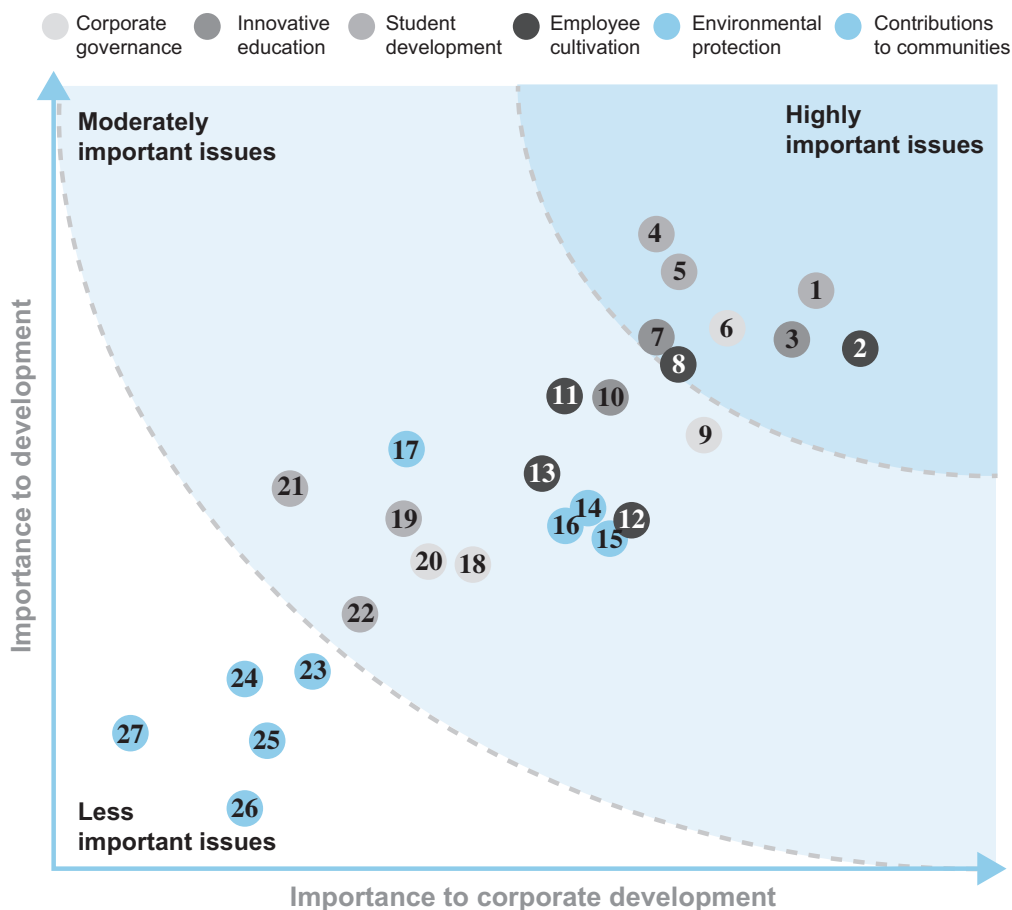 Corporate
governance
Innovative
education
Student
development
Employee
cultivation
Environmental
protection
Contributions
to communities
Moderately
important issues
Highly
important issues
4
5
1
6
7
3
2
8
11
10
9
17
13
21
14
19
16
12
15
20
18
22
23
24
27
25
26
Less
important issues
Importance to development
Importance to corporate development